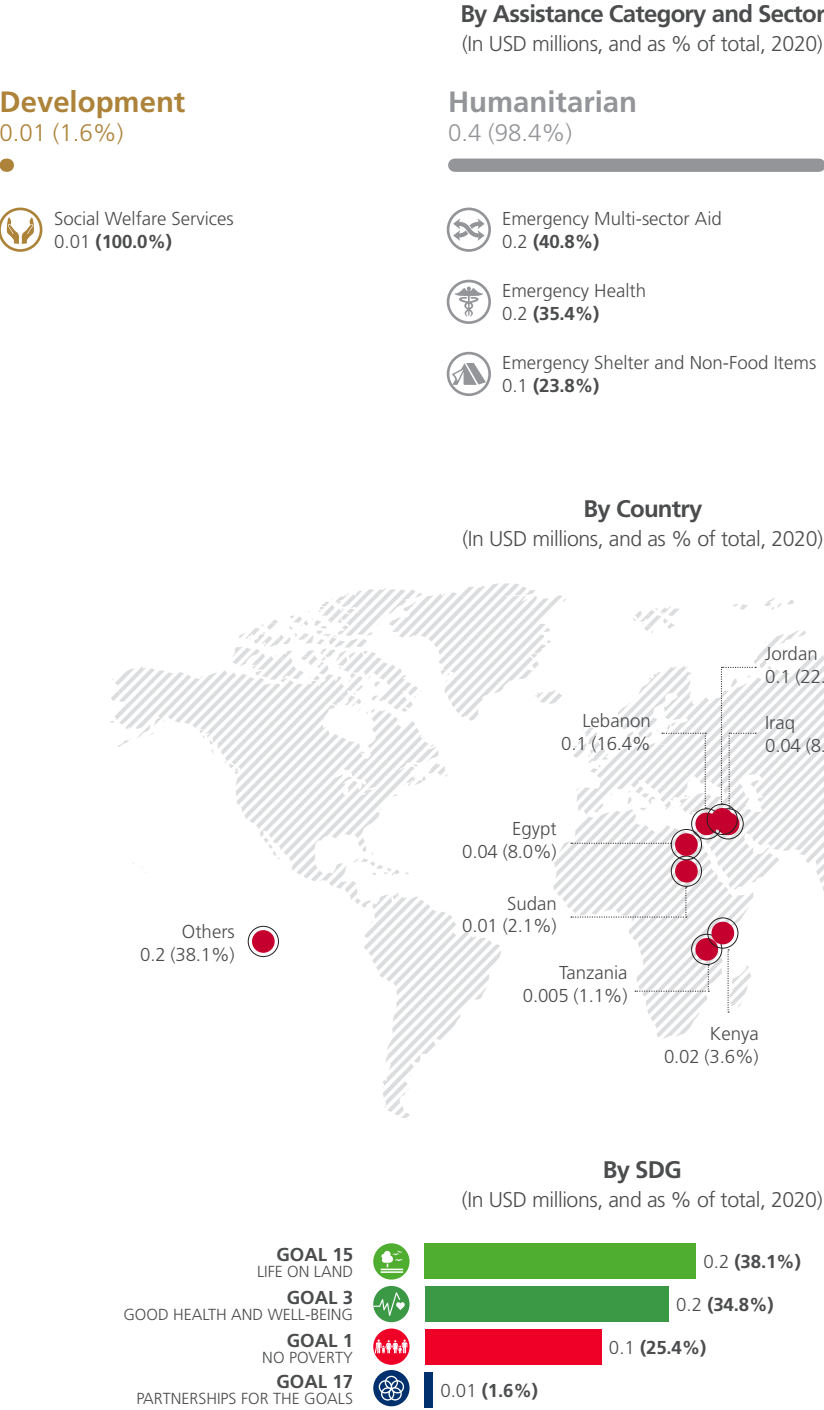 By Assistance Category and Sector
(In USD millions, and as % of total, 2020)
Development
0.01 (1.6%)
Social Welfare Services
0.01 (100.0%)
Humanitarian
0.4 (98.4%)
Emergency Multi-sector Aid
0.2 (40.8%)
Emergency Health
0.2 (35.4%)
Emergency Shelter and Non-Food Items
0.1 (23.8%)
By Country
(In USD millions, and as % of total, 2020)
Jordan
0.1 (22.
Lebanon
0.1 (16.4%
Iraq
0.04 (8.
Egypt
0.04 (8.0%)
Sudan
0.01 (2.1%)
Others
0.2 (38.1%)
Tanzania
0.005 (1.1%)
Kenya
0.02 (3.6%)
By SDG
(In USD millions, and as % of total, 2020)
GOAL 15
LIFE ON LAND
0.2 (38.1%)
GOAL 3
GOOD HEALTH AND WELL-BEING
0.2 (34.8%)
GOAL 1
NO POVERTY
0.1 (25.4%)
GOAL 17
PARTNERSHIPS FOR THE GOALS
0.01 (1.6%)